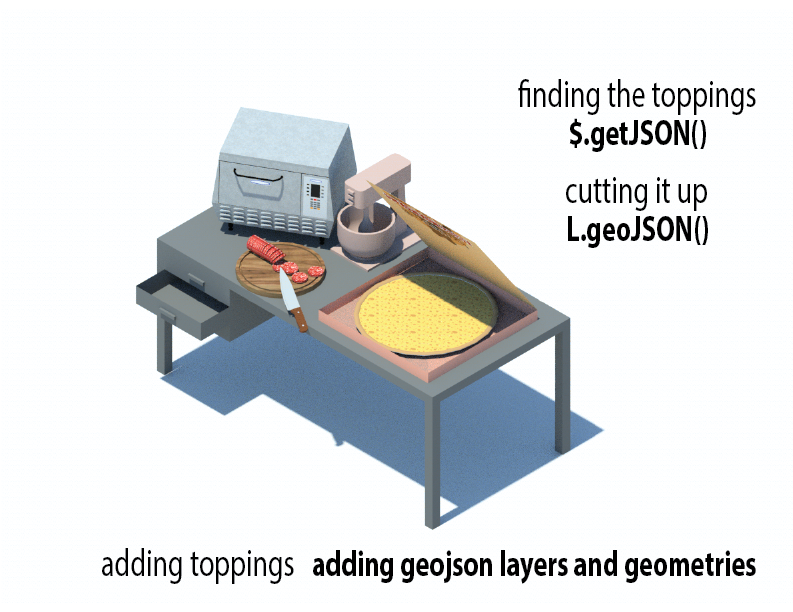 finding the toppings
$.getJSON()
cutting it up
L.geoJSON()
adding toppings adding geojson layers and geometries